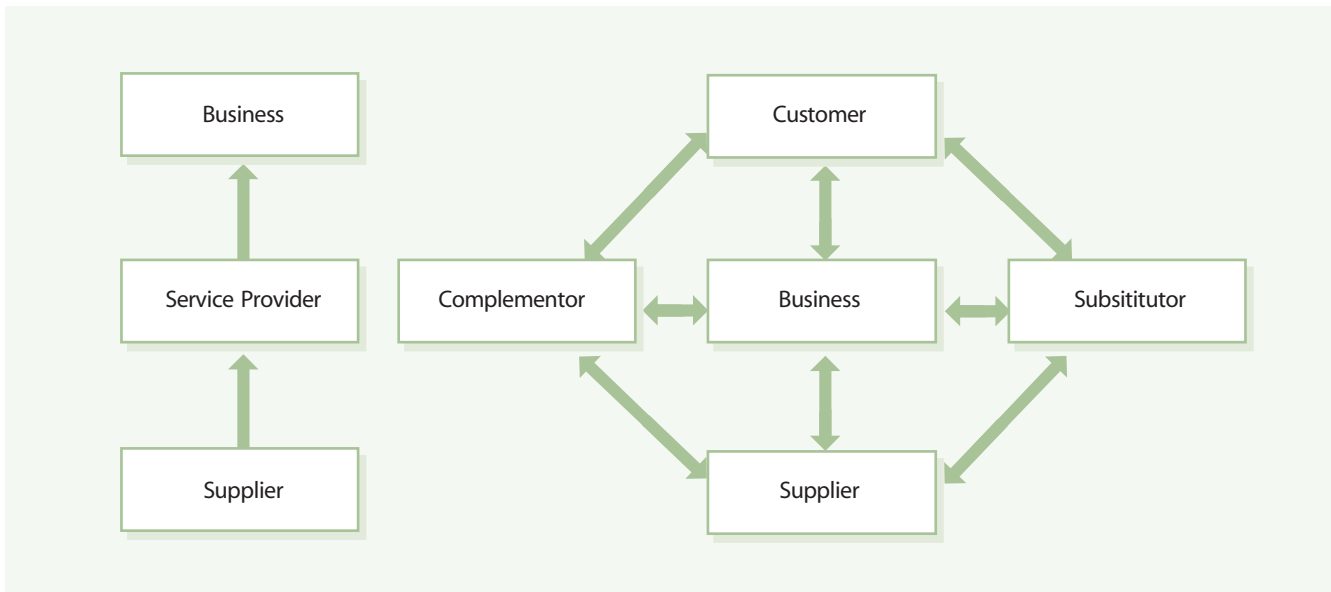 Business
Service Provider
Supplier
Customer
Complementor
Business
Subsititutor
Supplier